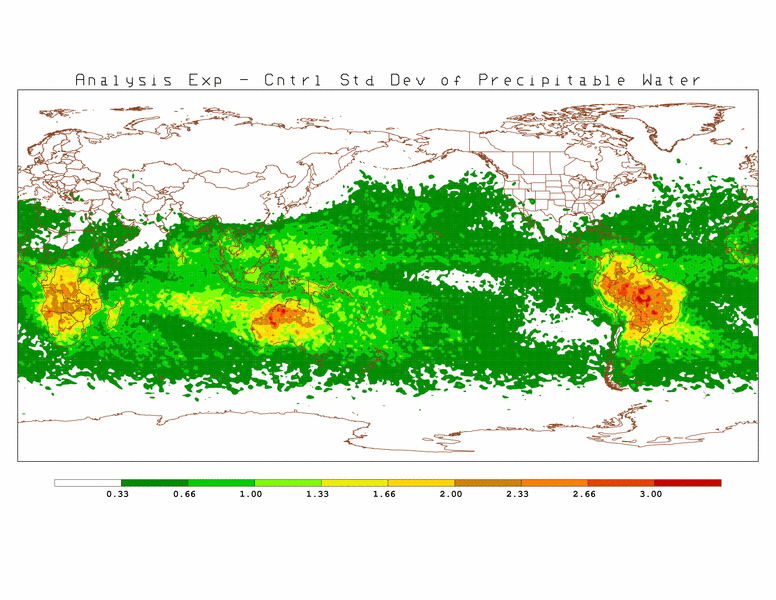 Analysis Exp - Cntrl Std Dev of Precipitable Water
0.33 0.66 1.00 1.33 1.66 2.00 2.33 2.66 3.00